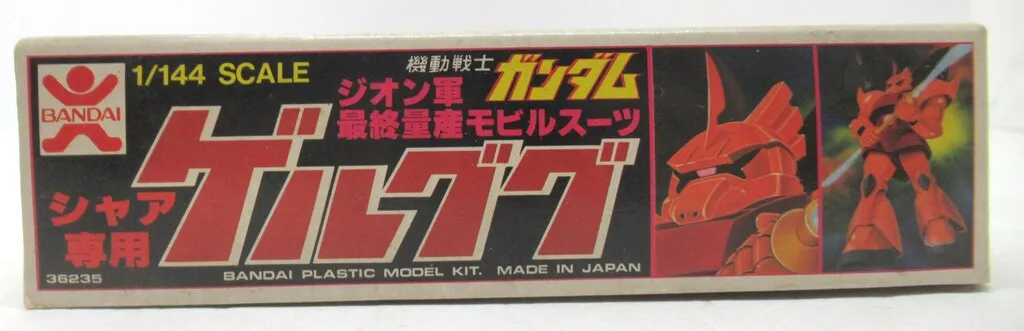 BANDAI
1/144 SCALE
機動戦士 ガンダム
ジオン軍
最終量産モビルスーツ
シャア
専用
ゲルググ
36235
BANDAI PLASTIC MODEL KIT. MADE IN JAPAN